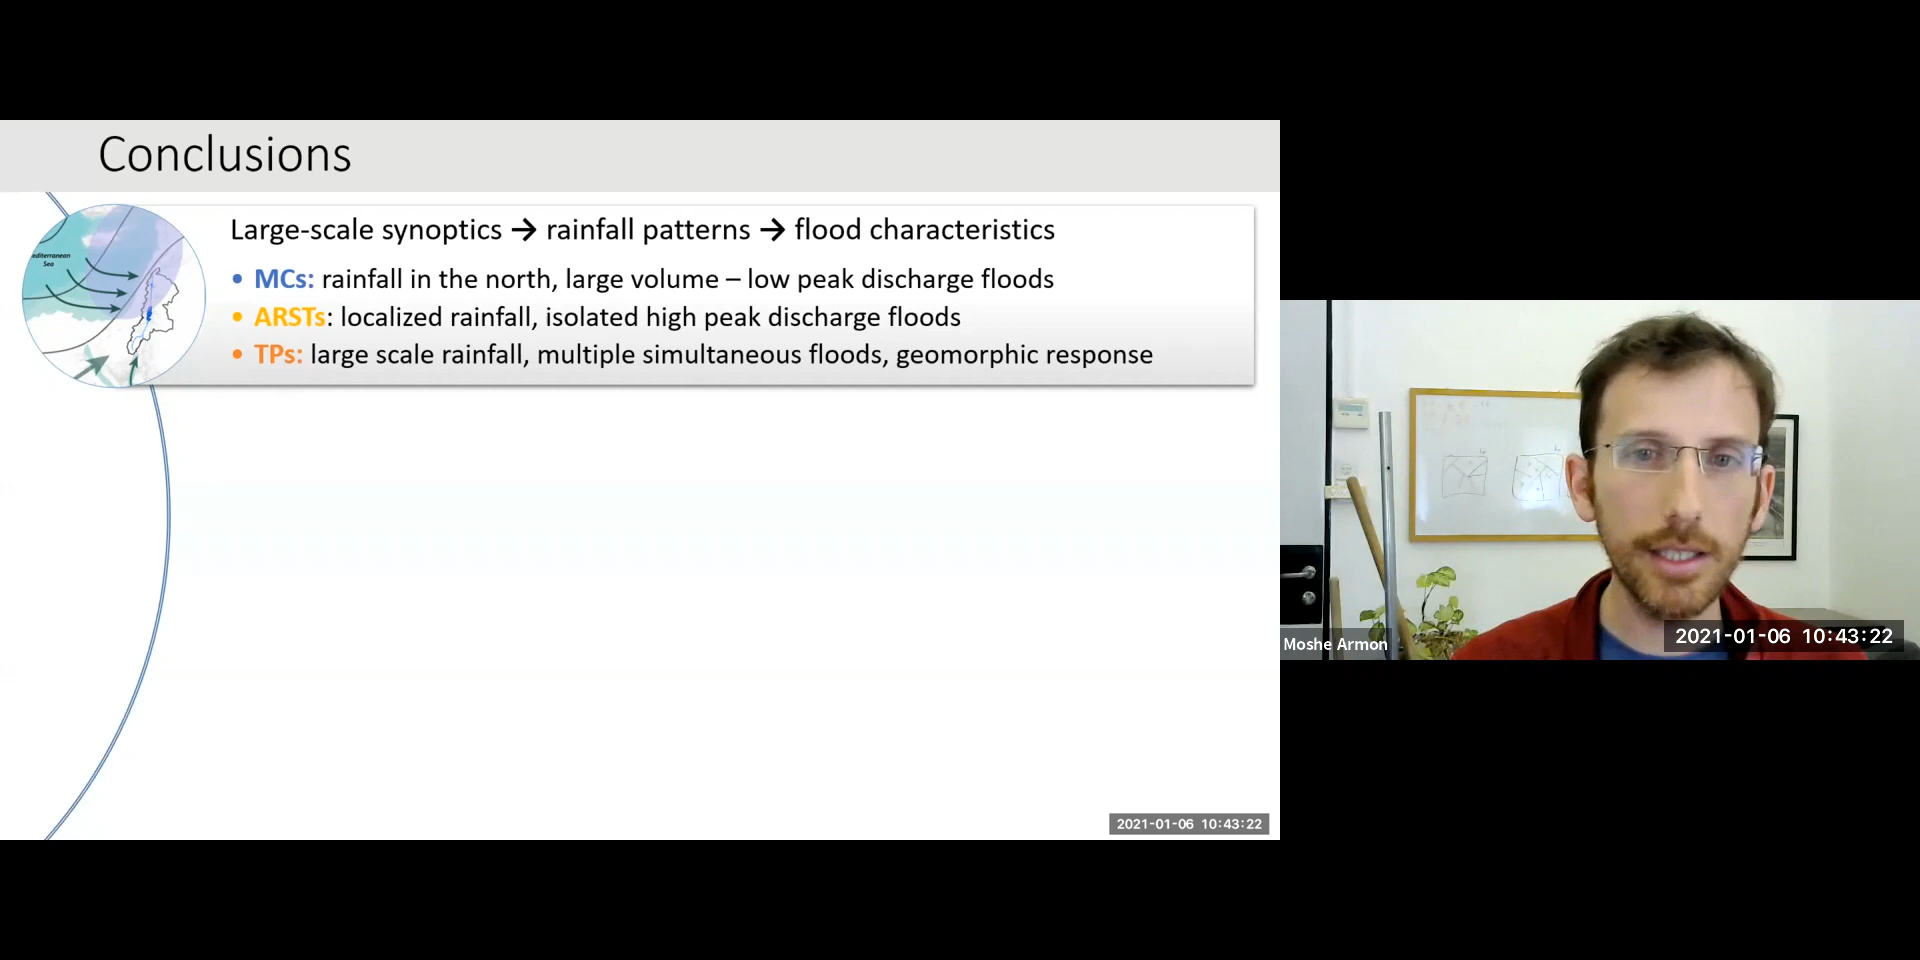 Conclusions
Large-scale synoptics → rainfall patterns → flood characteristics
editerranean
Sea
• MCs: rainfall in the north, large volume – low peak discharge floods
• ARSTs: localized rainfall, isolated high peak discharge floods
• TPs: large scale rainfall, multiple simultaneous floods, geomorphic response
2021-01-06 10:43:22
Moshe Armon
2021-01-06 10:43:22